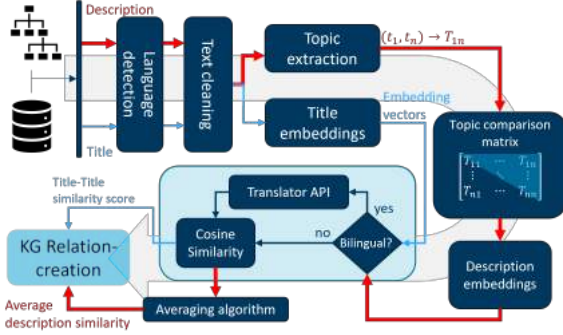 Description
Title
Language
detection
Text cleaning
Topic
extraction
(t₁, tₙ) → T₁ₙ
Title
embeddings
Embedding
vectors
Topic comparison
matrix
T₁₁ ⋯ T₁ₙ
⋮ ⋱ ⋮
Tₙ₁ ⋯ Tₙₙ
Title-Title
similarity score
Translator API
yes
Cosine
Similarity
no
Bilingual?
KG Relation-
creation
Description
embeddings
Averaging algorithm
Average
description similarity